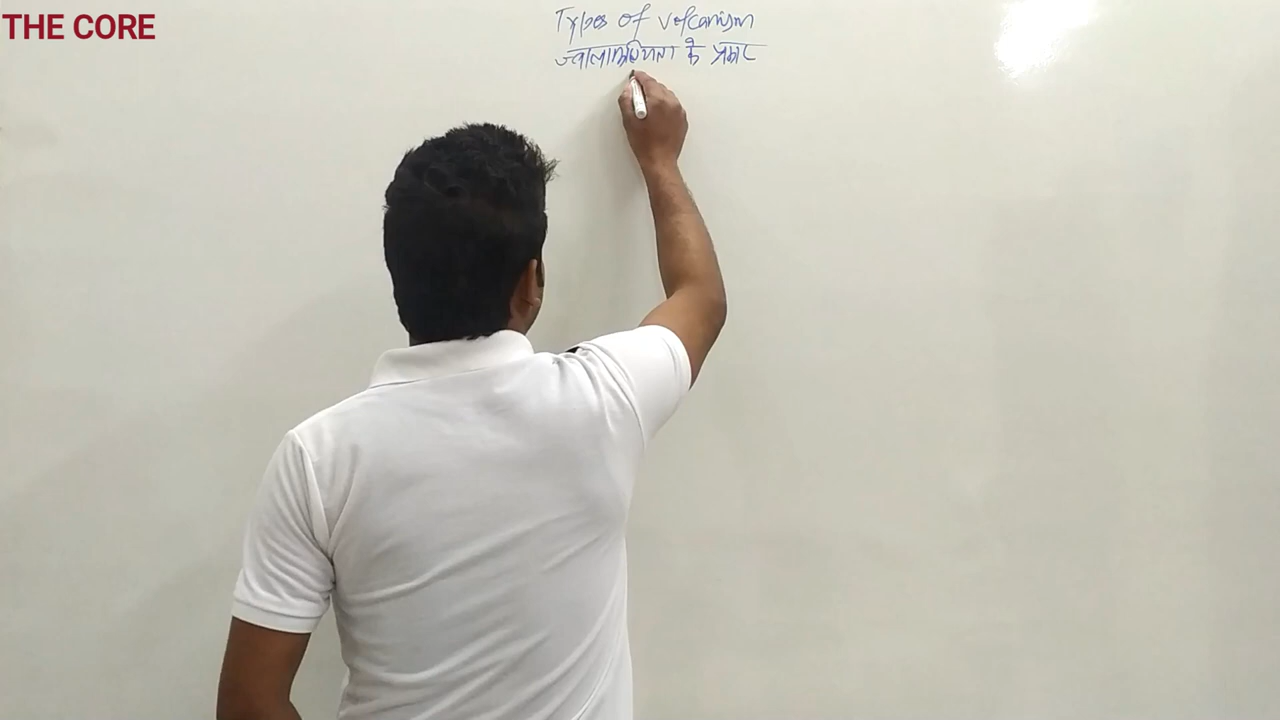 THE CORE
Types of volcanism
ज्वालामुखीयता के प्रकार